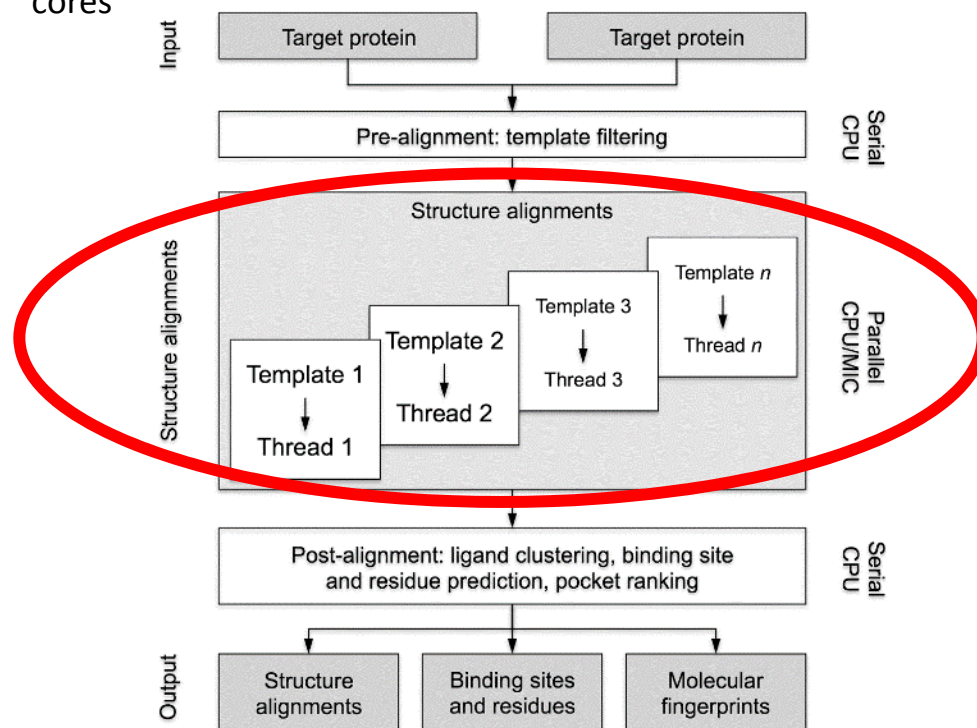 cores
Input
Target protein
Target protein
Pre-alignment: template filtering
Serial
CPU
Structure alignments
Structure alignments
Template 1
Thread 1
Template 2
Thread 2
Template 3
Thread 3
Template n
Thread n
Parallel
CPU/MIC
Post-alignment: ligand clustering, binding site
and residue prediction, pocket ranking
Serial
CPU
Output
Structure
alignments
Binding sites
and residues
Molecular
fingerprints